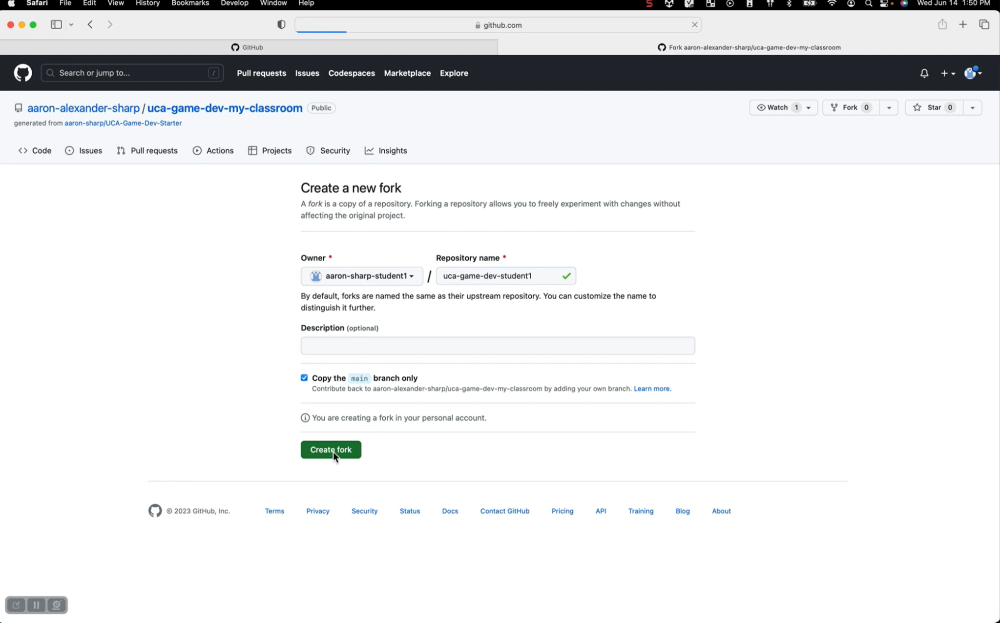 Safari File Edit View History Bookmarks Develop Window Help Wed Jun 14 1:50 PM
github.com
GitHub
Fork aaron-alexander-sharp/uca-game-dev-my-classroom
Search or jump to... /
Pull requests Issues Codespaces Marketplace Explore
aaron-alexander-sharp / uca-game-dev-my-classroom Public
Watch 1 Fork 0 Star 0
generated from aaron-sharp/UCA-Game-Dev-Starter
Code Issues Pull requests Actions Projects Security Insights
Create a new fork
A fork is a copy of a repository. Forking a repository allows you to freely experiment with changes without
affecting the original project.
Owner * Repository name *
aaron-sharp-student1 / uca-game-dev-student1
By default, forks are named the same as their upstream repository. You can customize the name to
distinguish it further.
Description (optional)
Copy the main branch only
Contribute back to aaron-alexander-sharp/uca-game-dev-my-classroom by adding your own branch. Learn more.
You are creating a fork in your personal account.
Create fork
© 2023 GitHub, Inc. Terms Privacy Security Status Docs Contact GitHub Pricing API Training Blog About